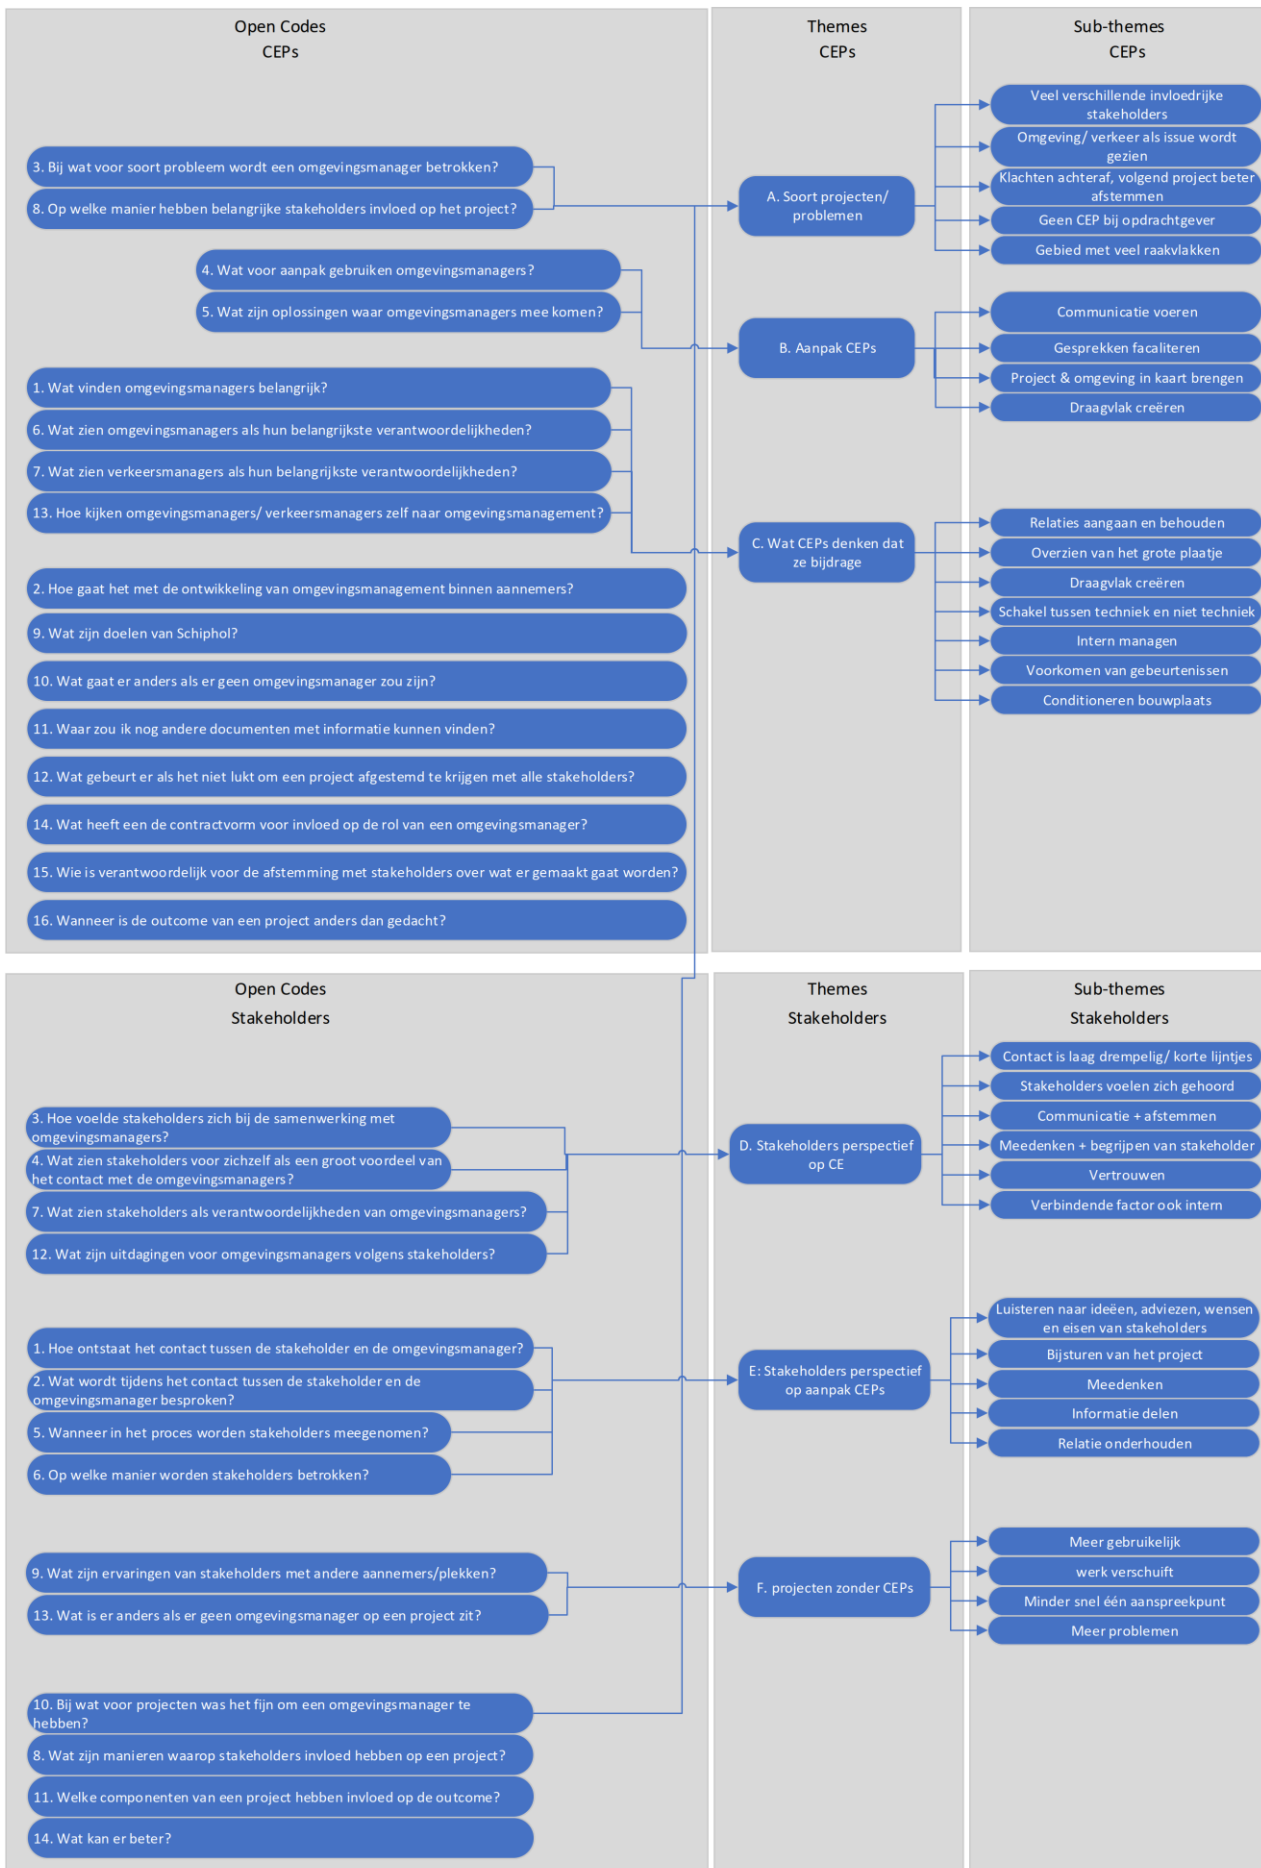 Open Codes
CEPs
3. Bij wat voor soort probleem wordt een omgevingsmanager betrokken?
8. Op welke manier hebben belangrijke stakeholders invloed op het project?
4. Wat voor aanpak gebruiken omgevingsmanagers?
5. Wat zijn oplossingen waar omgevingsmanagers mee komen?
1. Wat vinden omgevingsmanagers belangrijk?
6. Wat zien omgevingsmanagers als hun belangrijkste verantwoordelijkheden?
7. Wat zien verkeersmanagers als hun belangrijkste verantwoordelijkheden?
13. Hoe kijken omgevingsmanagers/ verkeersmanagers zelf naar omgevingsmanagement?
2. Hoe gaat het met de ontwikkeling van omgevingsmanagement binnen aannemers?
9. Wat zijn doelen van Schiphol?
10. Wat gaat er anders als er geen omgevingsmanager zou zijn?
11. Waar zou ik nog andere documenten met informatie kunnen vinden?
12. Wat gebeurt er als het niet lukt om een project afgestemd te krijgen met alle stakeholders?
14. Wat heeft een de contractvorm voor invloed op de rol van een omgevingsmanager?
15. Wie is verantwoordelijk voor de afstemming met stakeholders over wat er gemaakt gaat worden?
16. Wanneer is de outcome van een project anders dan gedacht?
Themes
CEPs
A. Soort projecten/
problemen
B. Aanpak CEPs
C. Wat CEPs denken dat
ze bijdrage
Sub-themes
CEPs
Veel verschillende invloedrijke
stakeholders
Omgeving/ verkeer als issue wordt
gezien
Klachten achteraf, volgend project beter
afstemmen
Geen CEP bij opdrachtgever
Gebied met veel raakvlakken
Communicatie voeren
Gesprekken facaliteren
Project & omgeving in kaart brengen
Draagvlak creëren
Relaties aangaan en behouden
Overzien van het grote plaatje
Draagvlak creëren
Schakel tussen techniek en niet techniek
Intern managen
Voorkomen van gebeurtenissen
Conditioneren bouwplaats
Open Codes
Stakeholders
3. Hoe voelde stakeholders zich bij de samenwerking met
omgevingsmanagers?
4. Wat zien stakeholders voor zichzelf als een groot voordeel van
het contact met de omgevingsmanagers?
7. Wat zien stakeholders als verantwoordelijkheden van omgevingsmanagers?
12. Wat zijn uitdagingen voor omgevingsmanagers volgens stakeholders?
1. Hoe ontstaat het contact tussen de stakeholder en de omgevingsmanager?
2. Wat wordt tijdens het contact tussen de stakeholder en de
omgevingsmanager besproken?
5. Wanneer in het proces worden stakeholders meegenomen?
6. Op welke manier worden stakeholders betrokken?
9. Wat zijn ervaringen van stakeholders met andere aannemers/plekken?
13. Wat is er anders als er geen omgevingsmanager op een project zit?
10. Bij wat voor projecten was het fijn om een omgevingsmanager te
hebben?
8. Wat zijn manieren waarop stakeholders invloed hebben op een project?
11. Welke componenten van een project hebben invloed op de outcome?
14. Wat kan er beter?
Themes
Stakeholders
D. Stakeholders perspectief
op CE
E: Stakeholders perspectief
op aanpak CEPs
F. projecten zonder CEPs
Sub-themes
Stakeholders
Contact is laag drempelig/ korte lijntjes
Stakeholders voelen zich gehoord
Communicatie + afstemmen
Meedenken + begrijpen van stakeholder
Vertrouwen
Verbindende factor ook intern
Luisteren naar ideëen, adviezen, wensen
en eisen van stakeholders
Bijsturen van het project
Meedenken
Informatie delen
Relatie onderhouden
Meer gebruikelijk
werk verschuift
Minder snel één aanspreekpunt
Meer problemen